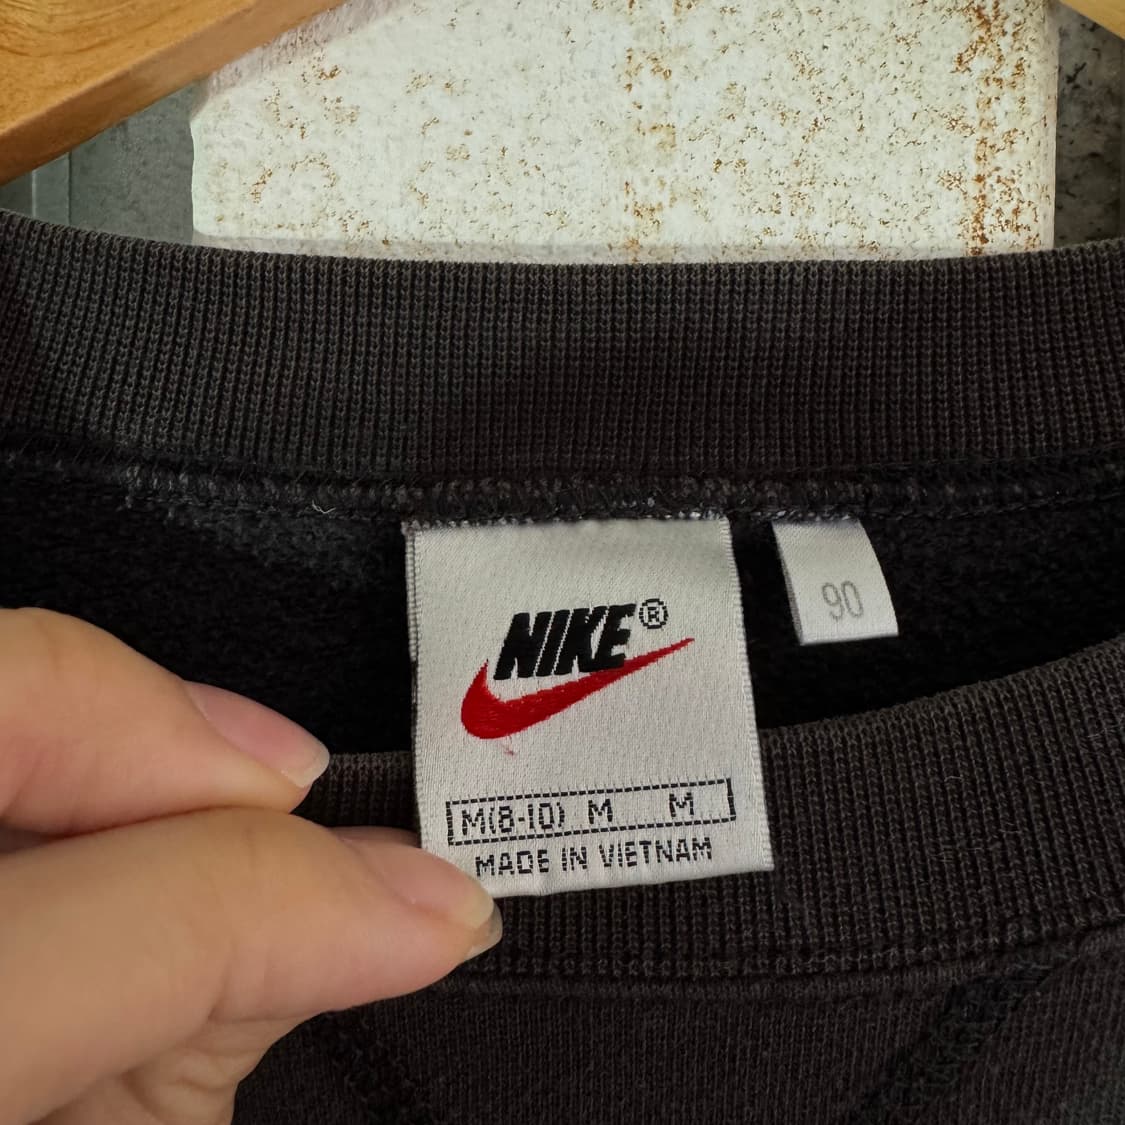 NIKE®
90
M(8-10) M M
MADE IN VIETNAM